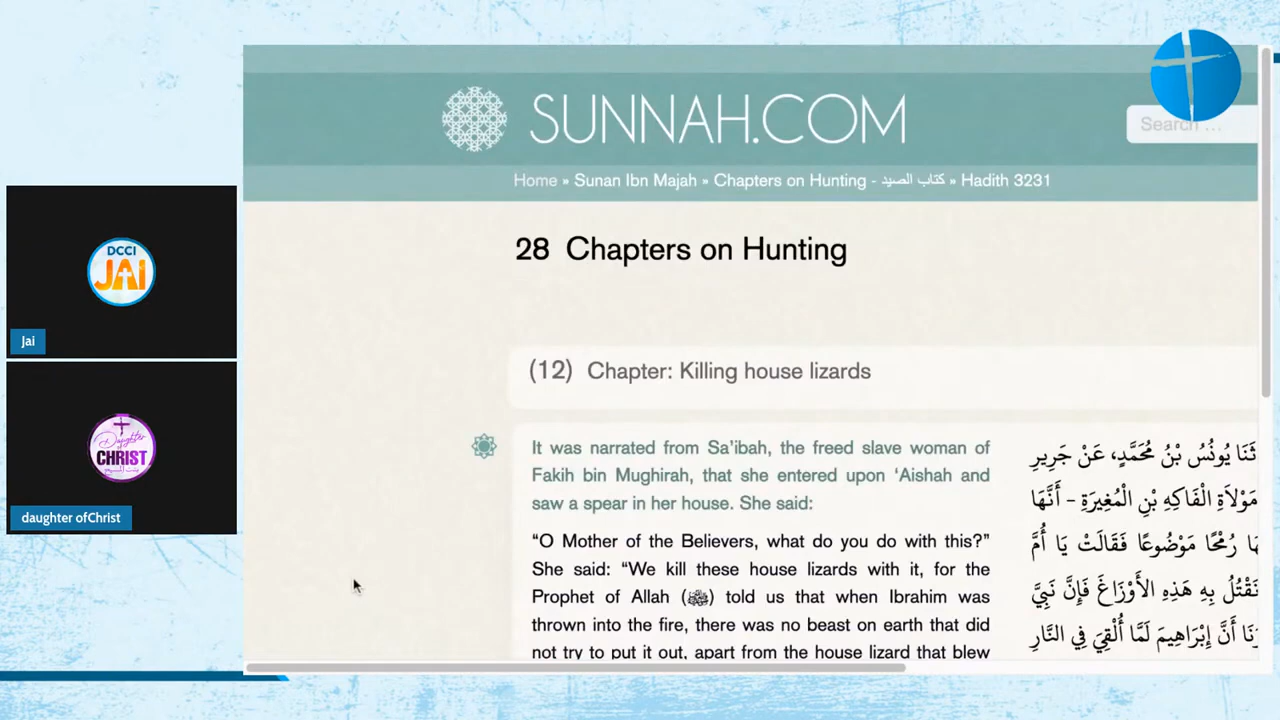 SUNNAH.COM
Search ...
Home » Sunan Ibn Majah » Chapters on Hunting - كتاب الصيد » Hadith 3231
28 Chapters on Hunting
(12) Chapter: Killing house lizards
It was narrated from Sa'ibah, the freed slave woman of
Fakih bin Mughirah, that she entered upon 'Aishah and
saw a spear in her house. She said:
“O Mother of the Believers, what do you do with this?”
She said: “We kill these house lizards with it, for the
Prophet of Allah (ﷺ) told us that when Ibrahim was
thrown into the fire, there was no beast on earth that did
not try to put it out, apart from the house lizard that blew
ثَنَا يُونُسُ بْنُ مُحَمَّدٍ، عَنْ جَرِيرِ
مَوْلاَةِ الْفَاكِهِ بْنِ الْمُغِيرَةِ - أَنَّهَا
هَا رُمْحًا مَوْضُوعًا فَقَالَتْ يَا أُمَّ
نَقْتُلُ بِهِ هَذِهِ الأَوْزَاغَ فَإِنَّ نَبِيَّ
رَنَا أَنَّ إِبْرَاهِيمَ لَمَّا أُلْقِيَ فِي النَّارِ
DCCI
JAI
Jai
Daughter
CHRIST
daughter ofChrist